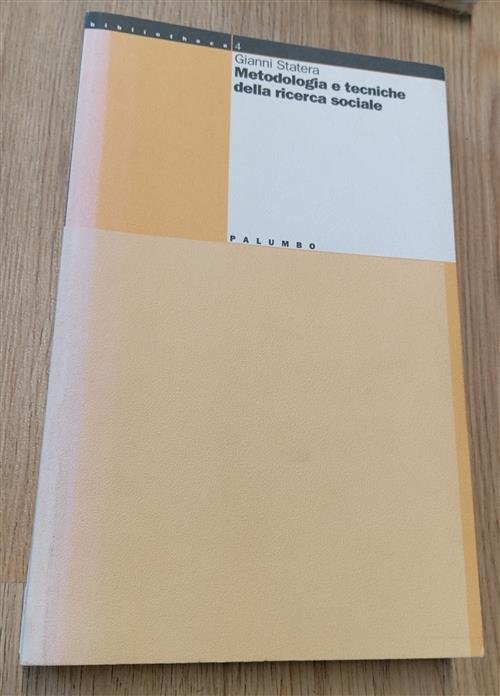 bibliotheca 4
Gianni Statera
Metodologia e tecniche
della ricerca sociale
PALUMBO